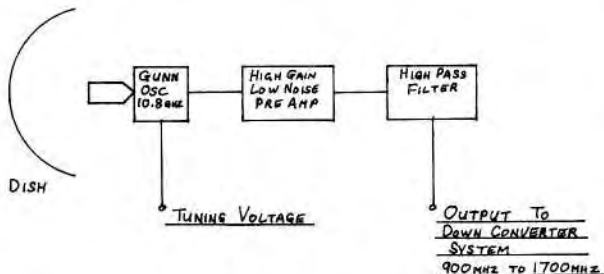 GUNN
OSC
10.8GHZ
HIGH GAIN
LOW NOISE
PRE AMP
HIGH PASS
FILTER
DISH
TUNING VOLTAGE
OUTPUT TO
DOWN CONVERTER
SYSTEM
900MHZ TO 1700MHZ